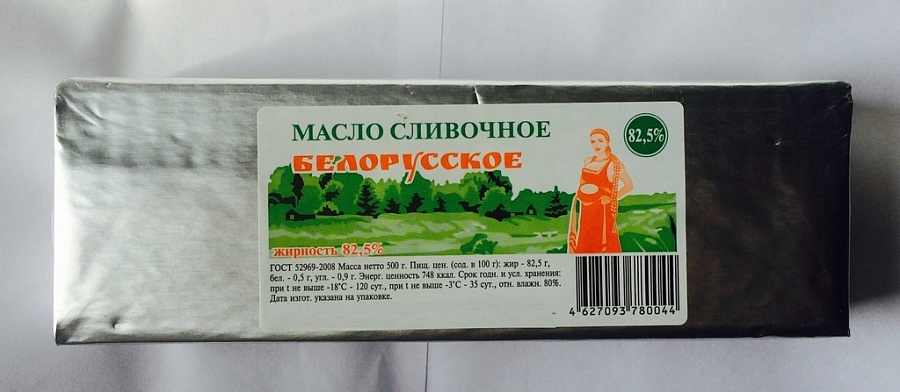 МАСЛО СЛИВОЧНОЕ
82,5%
БЕЛОРУССКОЕ
жирность 82,5%
ГОСТ 52969-2008 Масса нетто 500 г. Пищ. цен. (сод. в 100 г): жир - 82,5 г,
бел. - 0,5 г, угл. - 0,9 г. Энерг. ценность 748 ккал. Срок годн. и усл. хранения:
при t не выше -18°С - 120 сут., при t не выше -3°С - 35 сут., отн. влажн. 80%.
Дата изгот. указана на упаковке.
4 627093 780044